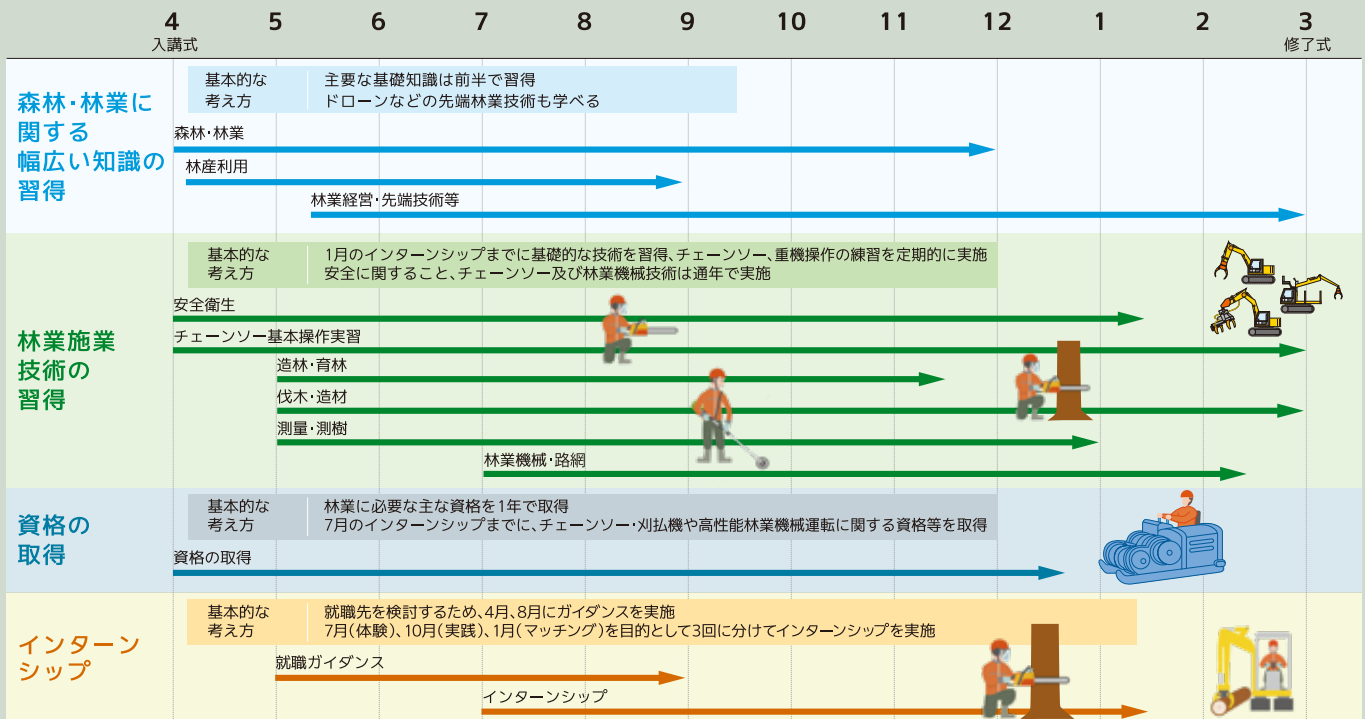 4 5 6 7 8 9 10 11 12 1 2 3
入講式 修了式
森林・林業に
関する
幅広い知識の
習得
基本的な 主要な基礎知識は前半で習得
考え方 ドローンなどの先端林業技術も学べる
森林・林業
林産利用
林業経営・先端技術等
林業施業
技術の
習得
基本的な 1月のインターンシップまでに基礎的な技術を習得、チェーンソー、重機操作の練習を定期的に実施
考え方 安全に関すること、チェーンソー及び林業機械技術は通年で実施
安全衛生
チェーンソー基本操作実習
造林・育林
伐木・造材
測量・測樹
林業機械・路網
資格の
取得
基本的な 林業に必要な主な資格を1年で取得
考え方 7月のインターンシップまでに、チェーンソー・刈払機や高性能林業機械運転に関する資格等を取得
資格の取得
インターン
シップ
基本的な 就職先を検討するため、4月、8月にガイダンスを実施
考え方 7月(体験)、10月(実践)、1月(マッチング)を目的として3回に分けてインターンシップを実施
就職ガイダンス
インターンシップ